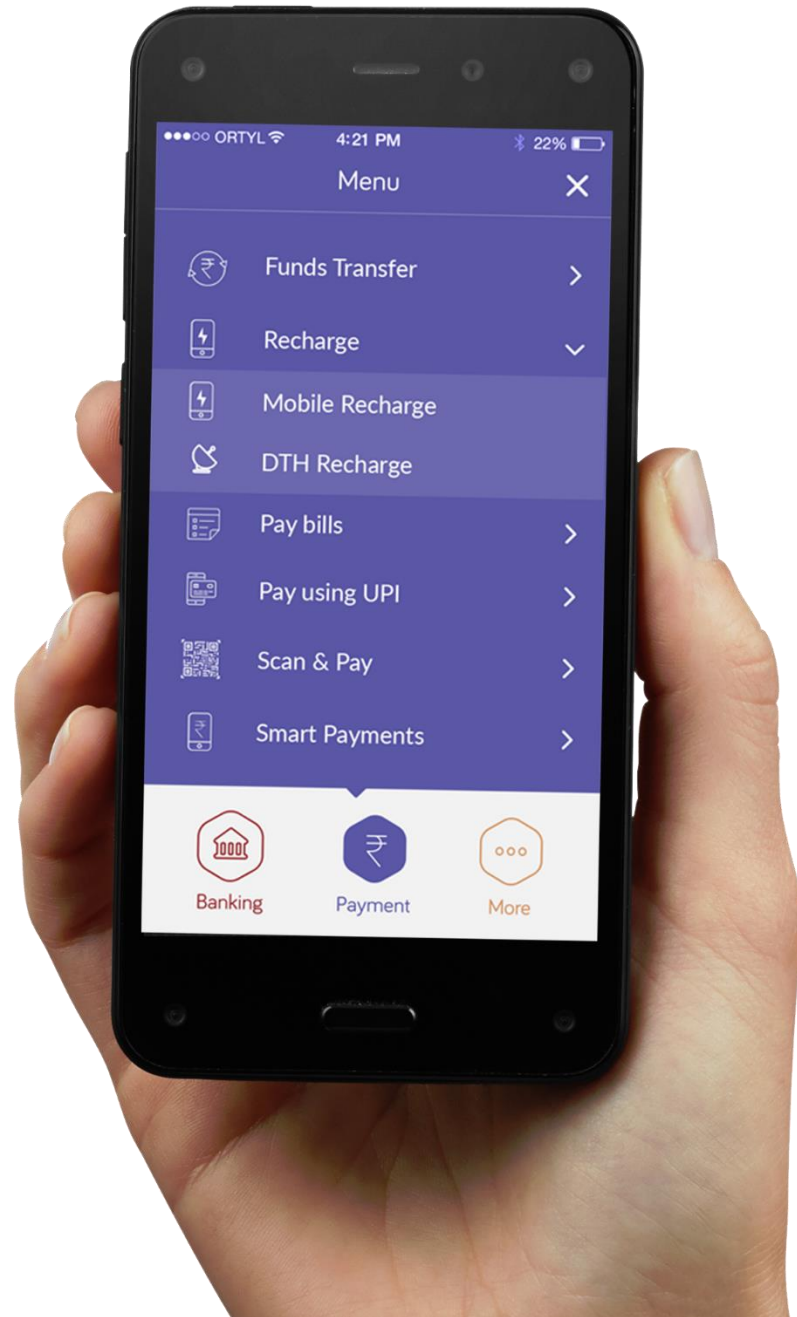 ●●●○○ ORTYL 4:21 PM 22%
Menu
Funds Transfer
Recharge
Mobile Recharge
DTH Recharge
Pay bills
Pay using UPI
Scan & Pay
Smart Payments
₹
Banking Payment More